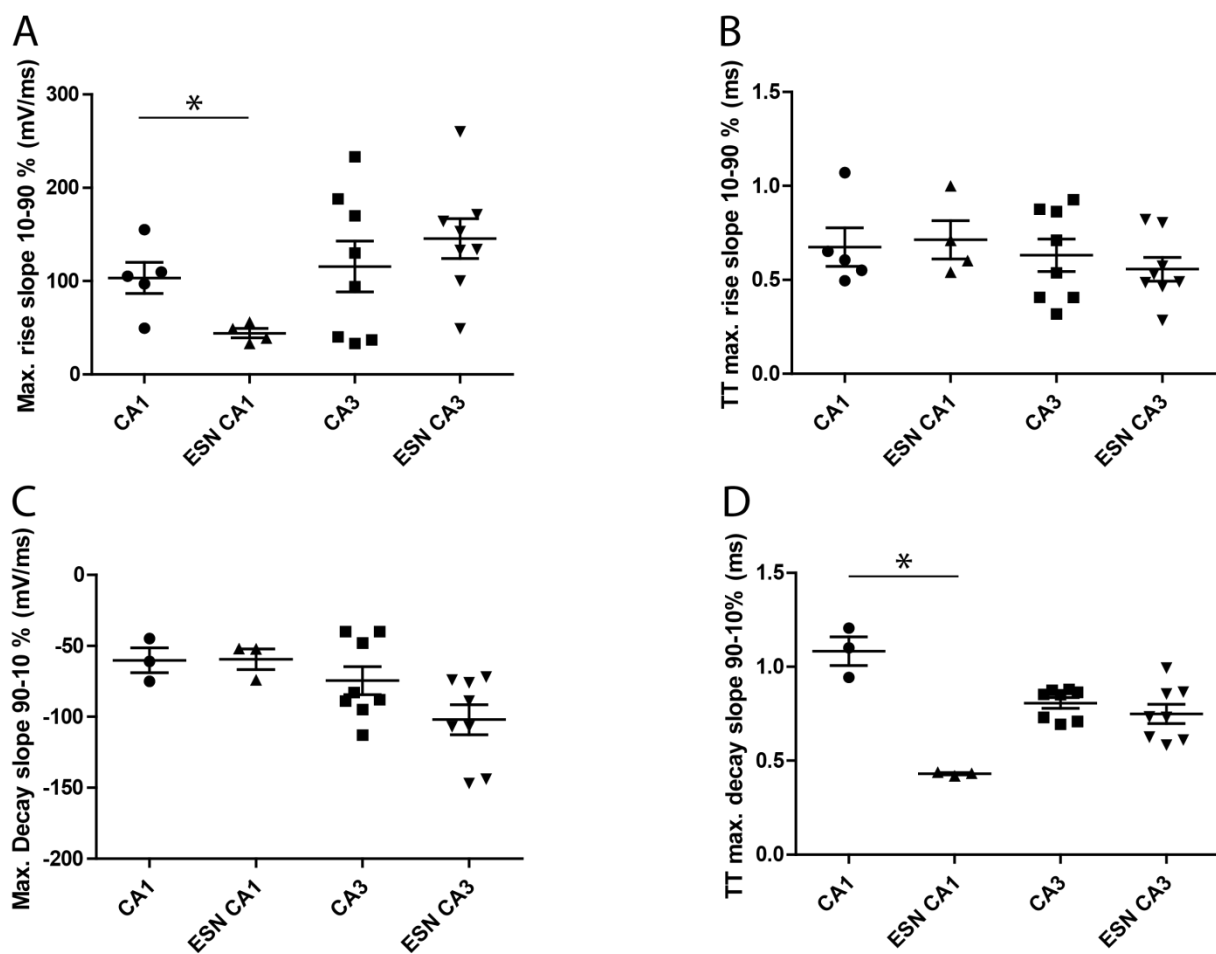 A
Max. rise slope 10-90 % (mV/ms)
300
200
100
0
*
CA1
ESN CA1
CA3
ESN CA3
B
TT max. rise slope 10-90 % (ms)
1.5
1.0
0.5
0.0
CA1
ESN CA1
CA3
ESN CA3
C
Max. Decay slope 90-10 % (mV/ms)
0
-50
-100
-150
-200
CA1
ESN CA1
CA3
ESN CA3
D
TT max. decay slope 90-10% (ms)
1.5
1.0
0.5
0.0
*
CA1
ESN CA1
CA3
ESN CA3